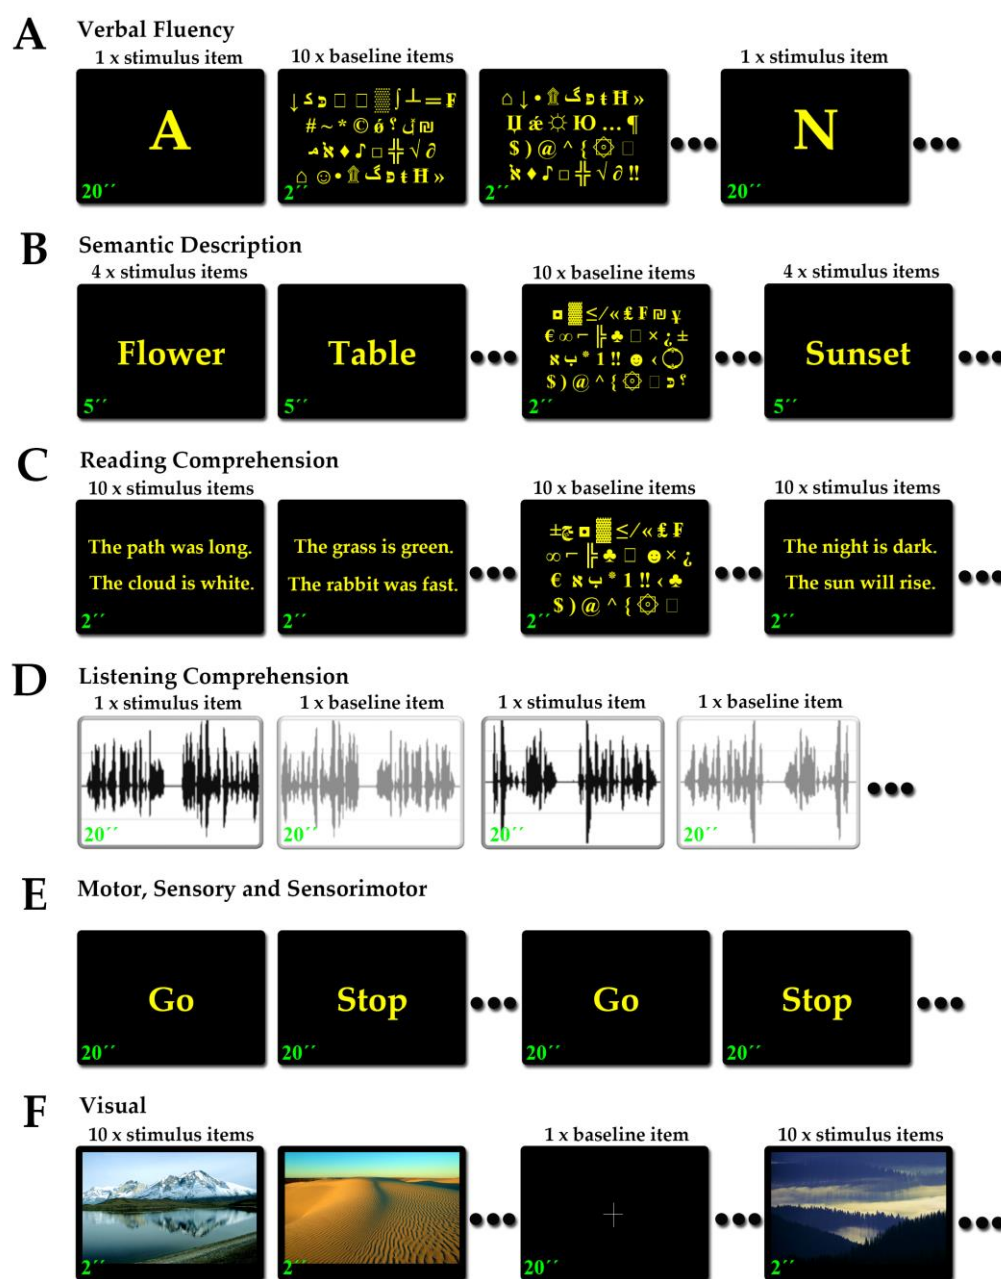 A Verbal Fluency
1 x stimulus item 10 x baseline items 1 x stimulus item
A
N
20´´ 2´´ 2´´ 20´´
B Semantic Description
4 x stimulus items 10 x baseline items 4 x stimulus items
Flower Table Sunset
5´´ 5´´ 2´´ 5´´
C Reading Comprehension
10 x stimulus items 10 x baseline items 10 x stimulus items
The path was long. The grass is green. The night is dark.
The cloud is white. The rabbit was fast. The sun will rise.
2´´ 2´´ 2´´ 2´´
D Listening Comprehension
1 x stimulus item 1 x baseline item 1 x stimulus item 1 x baseline item
20´´ 20´´ 20´´ 20´´
E Motor, Sensory and Sensorimotor
Go Stop Go Stop
20´´ 20´´ 20´´ 20´´
F Visual
10 x stimulus items 1 x baseline item 10 x stimulus items
2´´ 2´´ 20´´ 2´´